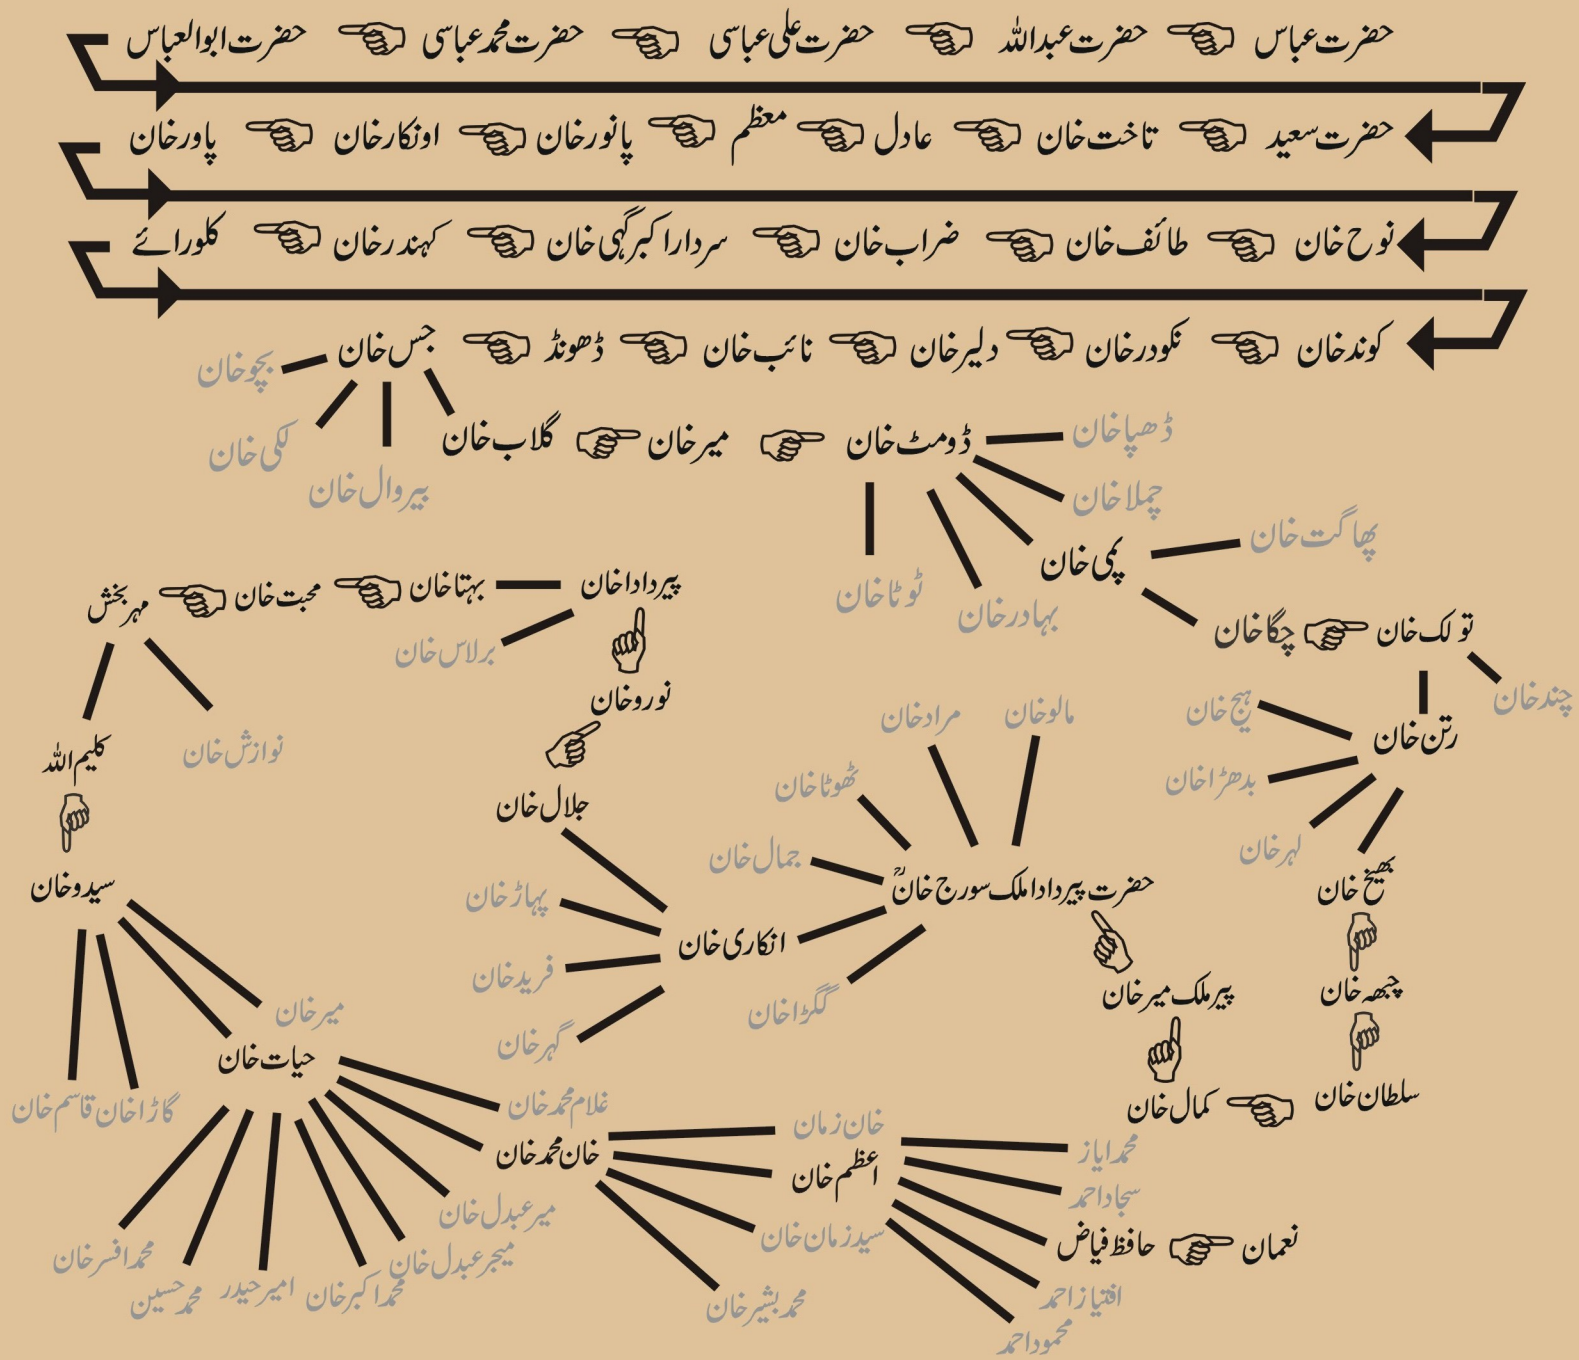 حضرت عباس حضرت عبداللہ حضرت علی عباسی حضرت محمد عباسی حضرت ابوالعباس
حضرت سعید تاخت خان عادل معظم پانور خان اونکار خان پاور خان
نوح خان طائف خان ضراب خان سردار اکبر گہی خان کہندر خان کلورائے
کوند خان نکودر خان دلیر خان نائب خان ڈھونڈ جس خان
بچو خان
لکی خان
بیروال خان
گلاب خان میر خان ڈومٹ خان ڈھپا خان
چملا خان
پمی خان پھاگت خان
ٹوٹا خان بہادر خان
چگا خان تولک خان
چند خان
رتن خان
ہیج خان
بدھڑا خان
لہر خان
بھیخ خان
چبھہ خان
سلطان خان
کمال خان
پیر ملک میر خان
حضرت پیر دادا ملک سورج خانؒ
مالو خان
مراد خان
ٹھوٹا خان
جمال خان
گگڑا خان
انکاری خان
پہاڑ خان
فرید خان
گہر خان
جلال خان
نورو خان
پیر دادا خان
برلاس خان
بہتا خان محبت خان مہر بخش
نوازش خان
کلیم اللہ
سیدو خان
میر خان
حیات خان
گاڑا خان قاسم خان
غلام محمد خان
خان محمد خان
میر عبدل خان
میجر عبدل خان
محمد اکبر خان
امیر حیدر
محمد حسین
محمد افسر خان
خان زمان
اعظم خان
سید زمان خان
محمد بشیر خان
محمد ایاز
سجاد احمد
حافظ فیاض نعمان
افتیاز احمد
محمود احمد